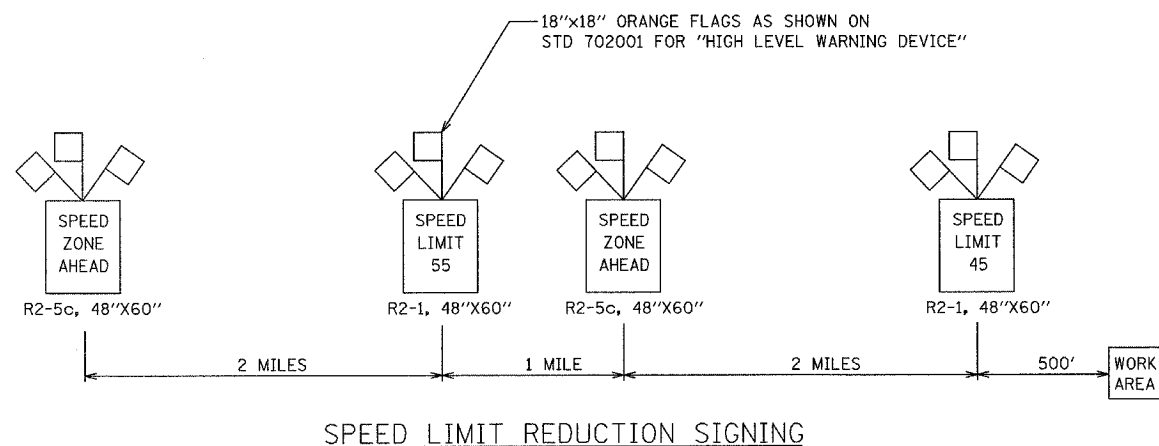 18"x18" ORANGE FLAGS AS SHOWN ON
STD 702001 FOR "HIGH LEVEL WARNING DEVICE"
SPEED
ZONE
AHEAD
SPEED
LIMIT
55
SPEED
ZONE
AHEAD
SPEED
LIMIT
45
R2-5c, 48"X60"
R2-1, 48"X60"
R2-5c, 48"X60"
R2-1, 48"X60"
2 MILES
1 MILE
2 MILES
500'
WORK
AREA
SPEED LIMIT REDUCTION SIGNING